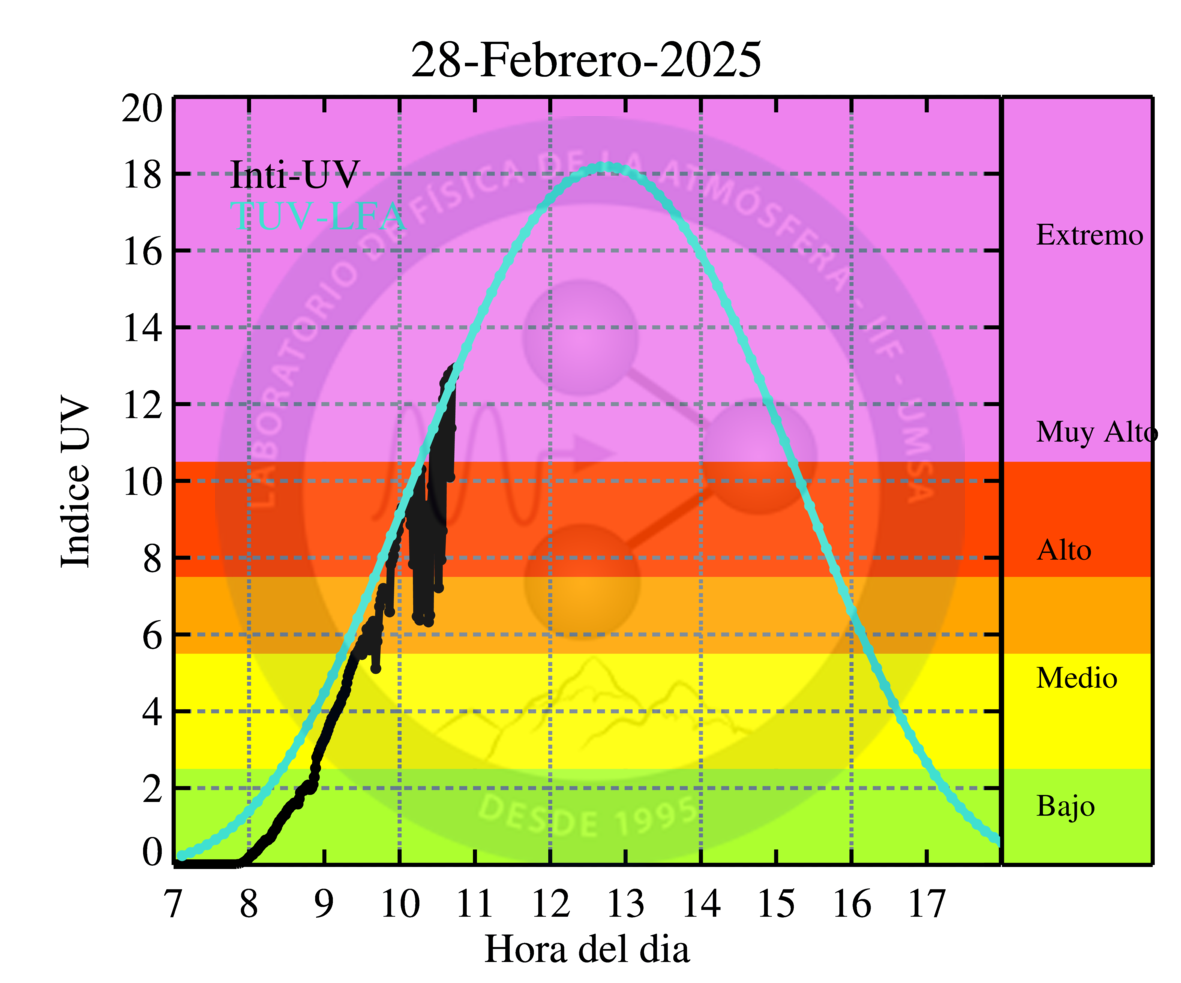 28-Febrero-2025
Inti-UV
TUV-LFA
LABORATORIO DE FÍSICA DE LA ATMÓSFERA - IIF - UMSA
DESDE 1995
Indice UV
20
18
16
14
12
10
8
6
4
2
0
Extremo
Muy Alto
Alto
Medio
Bajo
7 8 9 10 11 12 13 14 15 16 17
Hora del dia